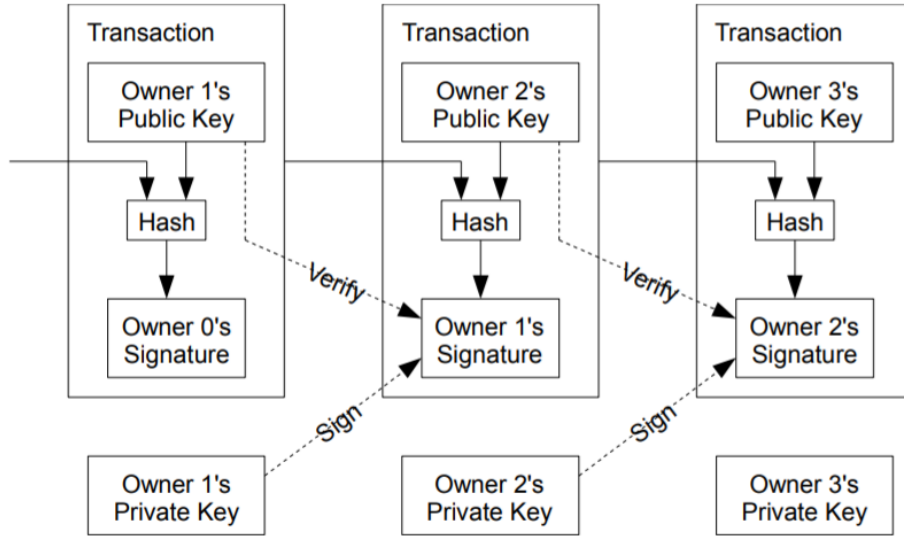 Transaction
Owner 1's
Public Key
Hash
Owner 0's
Signature
Verify
Sign
Owner 1's
Private Key
Transaction
Owner 2's
Public Key
Hash
Owner 1's
Signature
Verify
Sign
Owner 2's
Private Key
Transaction
Owner 3's
Public Key
Hash
Owner 2's
Signature
Owner 3's
Private Key